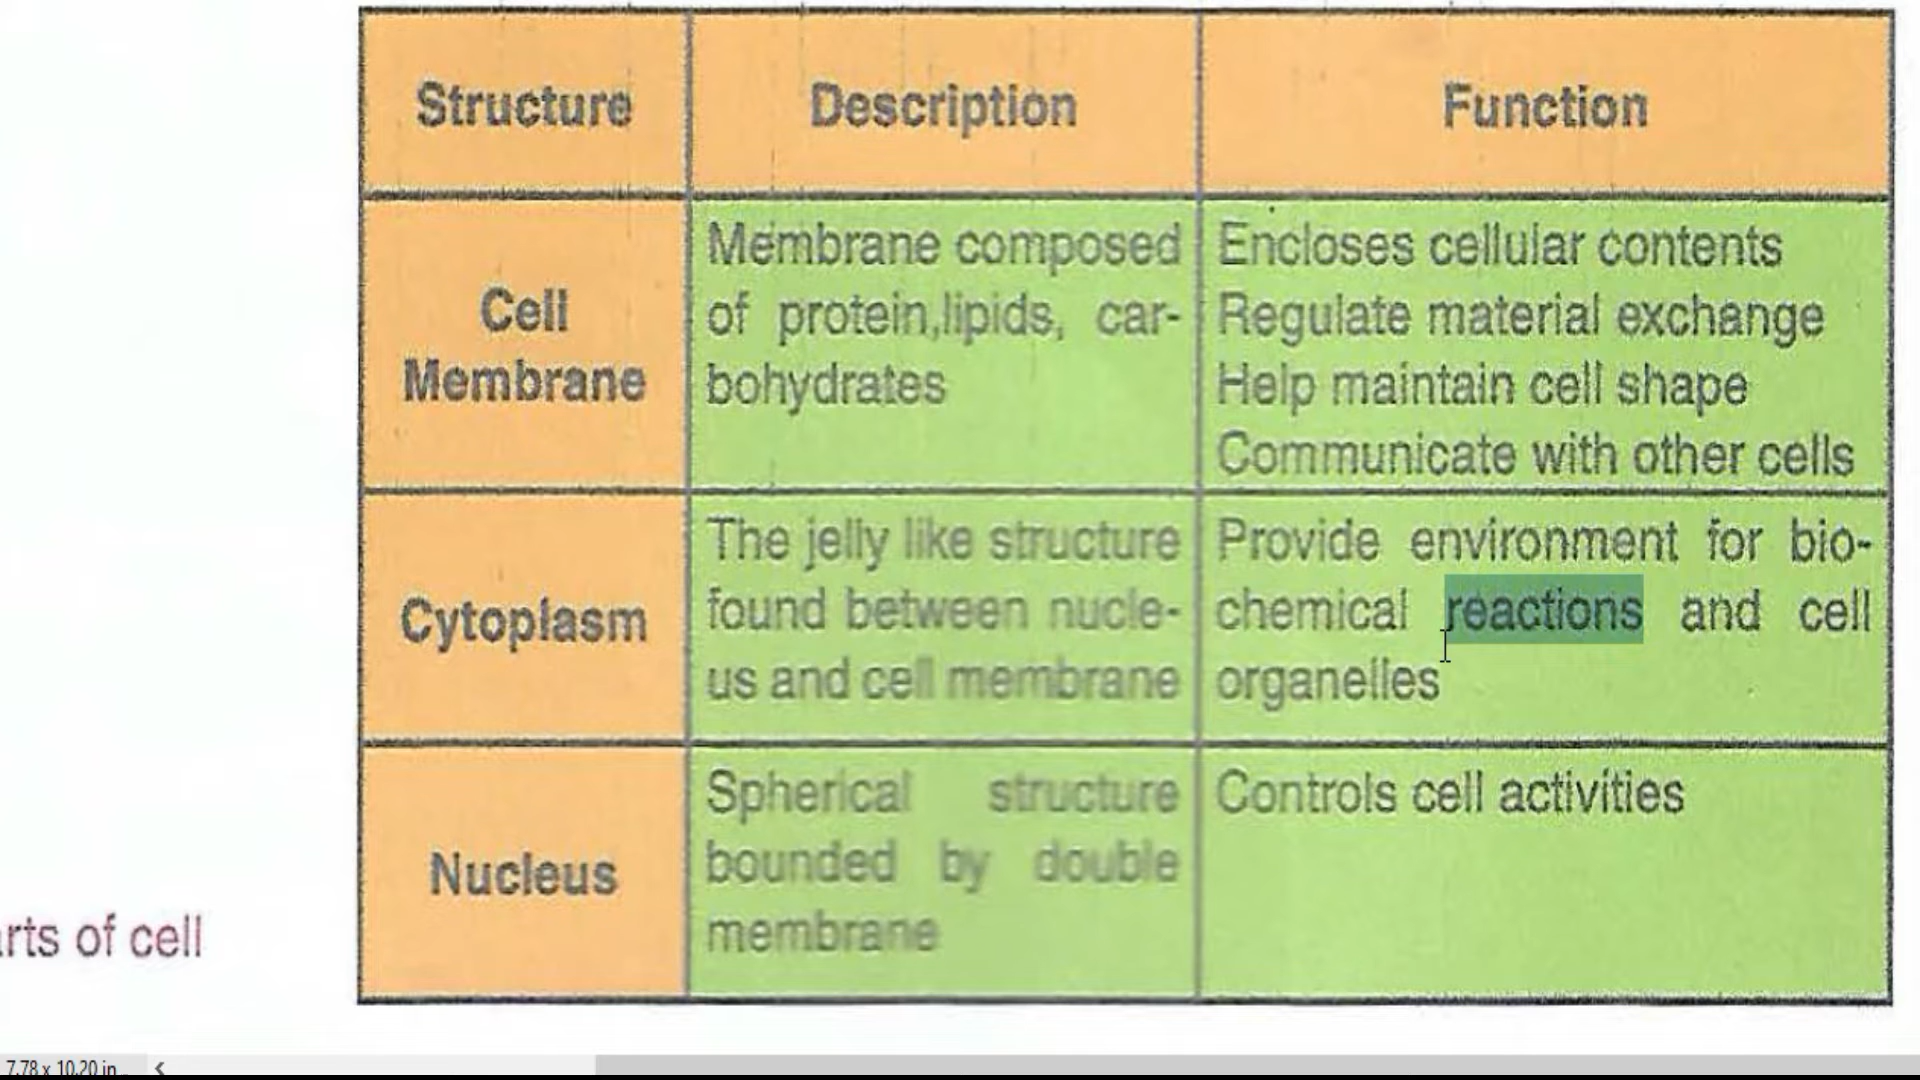 Structure
Description
Function
Cell
Membrane
Membrane composed
of protein,lipids, car-
bohydrates
Encloses cellular contents
Regulate material exchange
Help maintain cell shape
Communicate with other cells
Cytoplasm
The jelly like structure
found between nucle-
us and cell membrane
Provide environment for bio-
chemical reactions and cell
organelles
Nucleus
Spherical structure
bounded by double
membrane
Controls cell activities
of cell
7.78 x 10.20 in